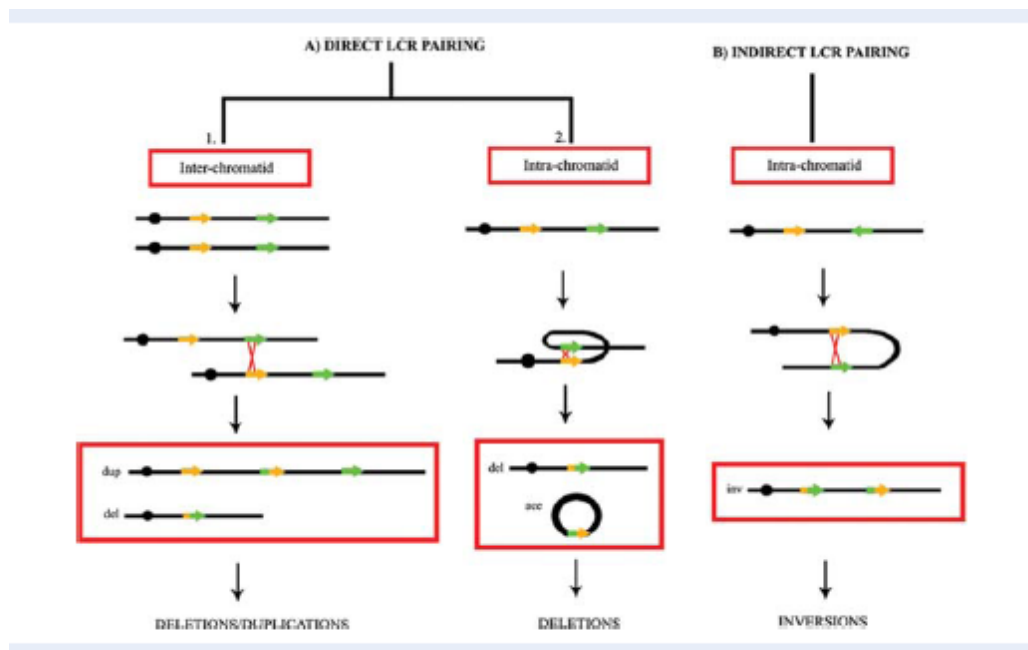 A) DIRECT LCR PAIRING
B) INDIRECT LCR PAIRING
1.
2.
Inter-chromatid
Intra-chromatid
Intra-chromatid
dup
del
del
ace
inv
DELETIONS/DUPLICATIONS
DELETIONS
INVERSIONS